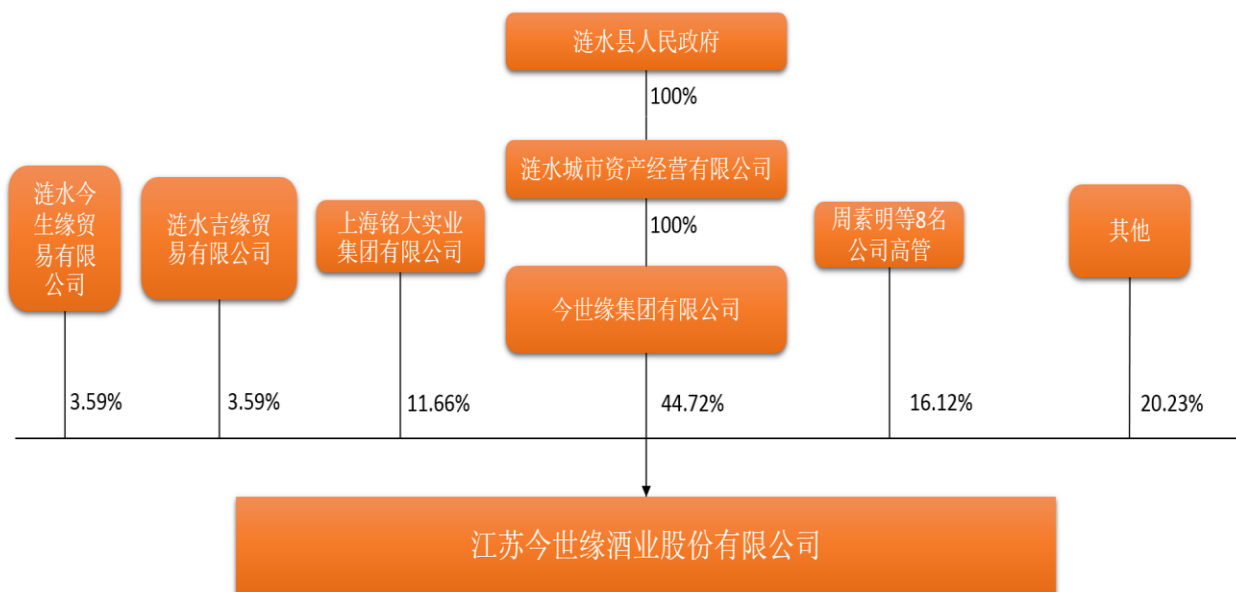 涟水县人民政府
100%
涟水城市资产经营有限公司
100%
涟水今
生缘贸
易有限
公司
涟水吉缘贸
易有限公司
上海铭大实业
集团有限公司
今世缘集团有限公司
周素明等8名
公司高管
其他
3.59%
3.59%
11.66%
44.72%
16.12%
20.23%
江苏今世缘酒业股份有限公司